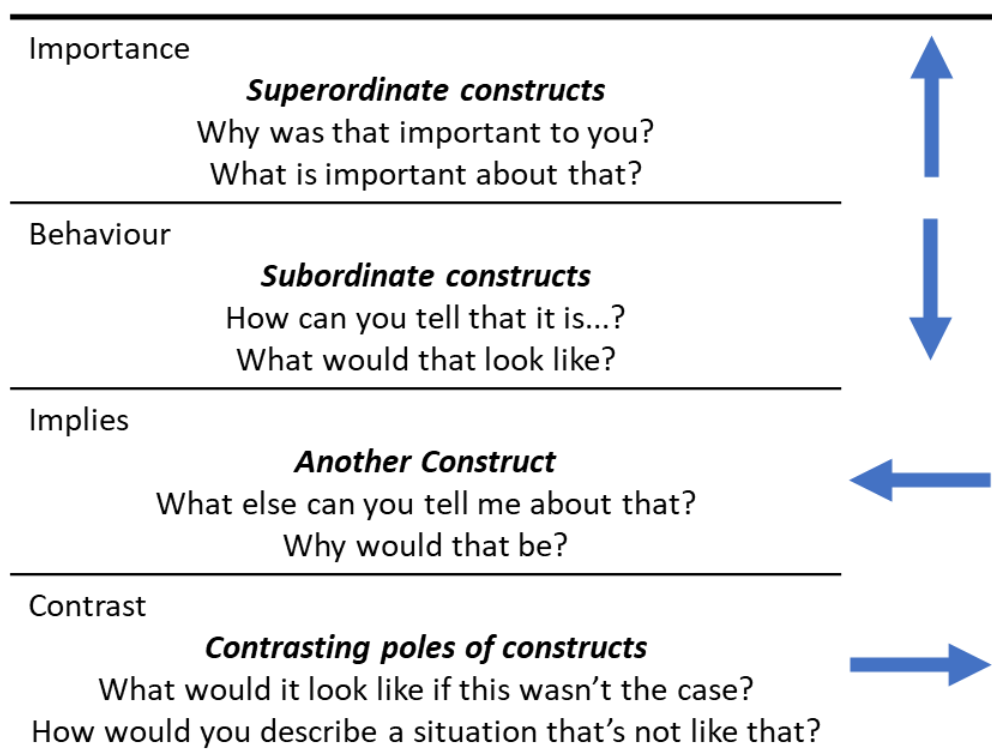 Importance
Superordinate constructs
Why was that important to you?
What is important about that?
Behaviour
Subordinate constructs
How can you tell that it is...?
What would that look like?
Implies
Another Construct
What else can you tell me about that?
Why would that be?
Contrast
Contrasting poles of constructs
What would it look like if this wasn’t the case?
How would you describe a situation that’s not like that?